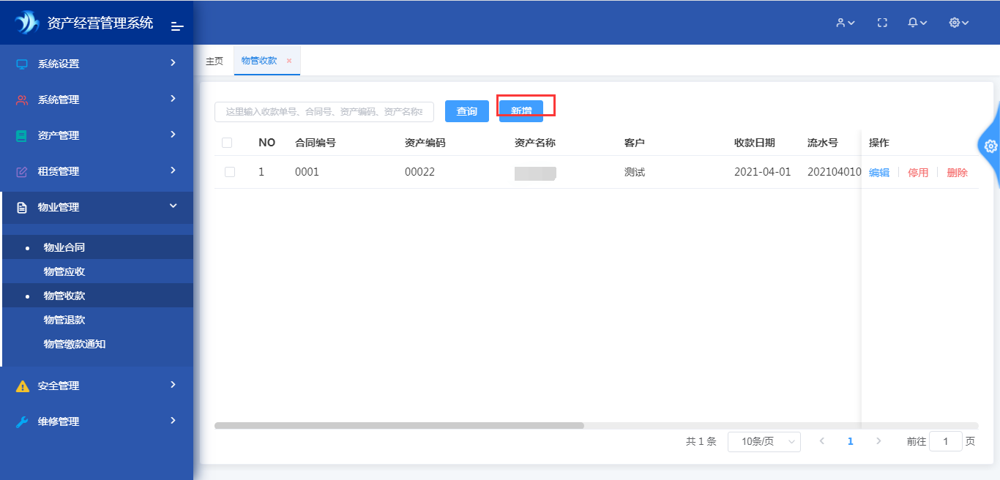 资产经营管理系统
系统设置
系统管理
资产管理
租赁管理
物业管理
物业合同
物管应收
物管收款
物管退款
物管缴款通知
安全管理
维修管理
主页 物管收款 ×
这里输入收款单号、合同号、资产编码、资产名称 查询 新增
NO 合同编号 资产编码 资产名称 客户 收款日期 流水号 操作
1 0001 00022 测试 2021-04-01 202104010 编辑 停用 删除
共 1 条 10条/页 1 前往 1 页